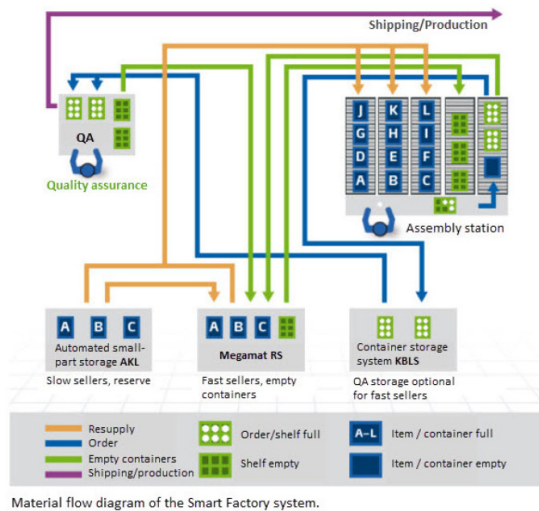 Shipping/Production
QA
Quality assurance
J K L
G H I
D E F
A B C
Assembly station
A B C
Automated small-
part storage AKL
Slow sellers, reserve
A B C
Megamat RS
Fast sellers, empty
containers
Container storage
system KBLS
QA storage optional
for fast sellers
Resupply
Order
Empty containers
Shipping/production
Order/shelf full
Shelf empty
A–L
Item / container full
Item / container empty
Material flow diagram of the Smart Factory system.